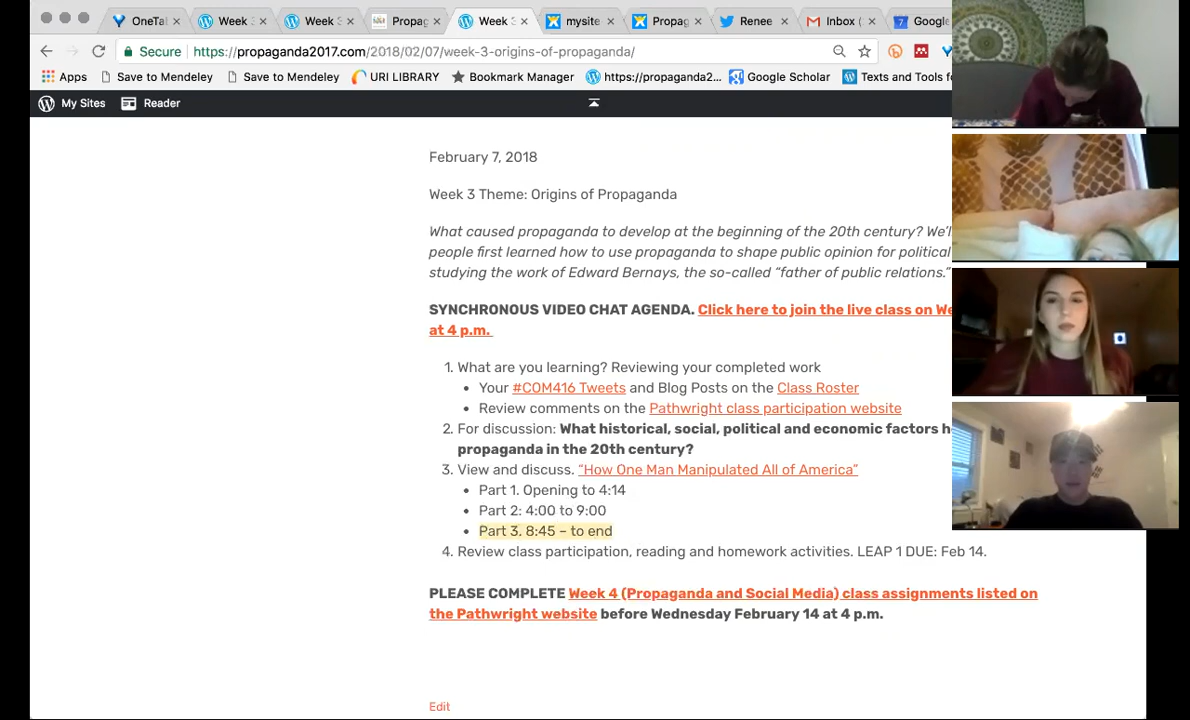 OneTa
Week
Week 3
Propag
Week 3
mysite
Propag
Renee
Inbox (
Google
Secure https://propaganda2017.com/2018/02/07/week-3-origins-of-propaganda/
Apps Save to Mendeley Save to Mendeley URI LIBRARY Bookmark Manager https://propaganda2... Google Scholar Texts and Tools fo
My Sites Reader
February 7, 2018
Week 3 Theme: Origins of Propaganda
What caused propaganda to develop at the beginning of the 20th century? We'l
people first learned how to use propaganda to shape public opinion for political
studying the work of Edward Bernays, the so-called “father of public relations.”
SYNCHRONOUS VIDEO CHAT AGENDA. Click here to join the live class on We
at 4 p.m.
1. What are you learning? Reviewing your completed work
• Your #COM416 Tweets and Blog Posts on the Class Roster
• Review comments on the Pathwright class participation website
2. For discussion: What historical, social, political and economic factors h
propaganda in the 20th century?
3. View and discuss. “How One Man Manipulated All of America”
• Part 1. Opening to 4:14
• Part 2: 4:00 to 9:00
• Part 3. 8:45 – to end
4. Review class participation, reading and homework activities. LEAP 1 DUE: Feb 14.
PLEASE COMPLETE Week 4 (Propaganda and Social Media) class assignments listed on
the Pathwright website before Wednesday February 14 at 4 p.m.
Edit